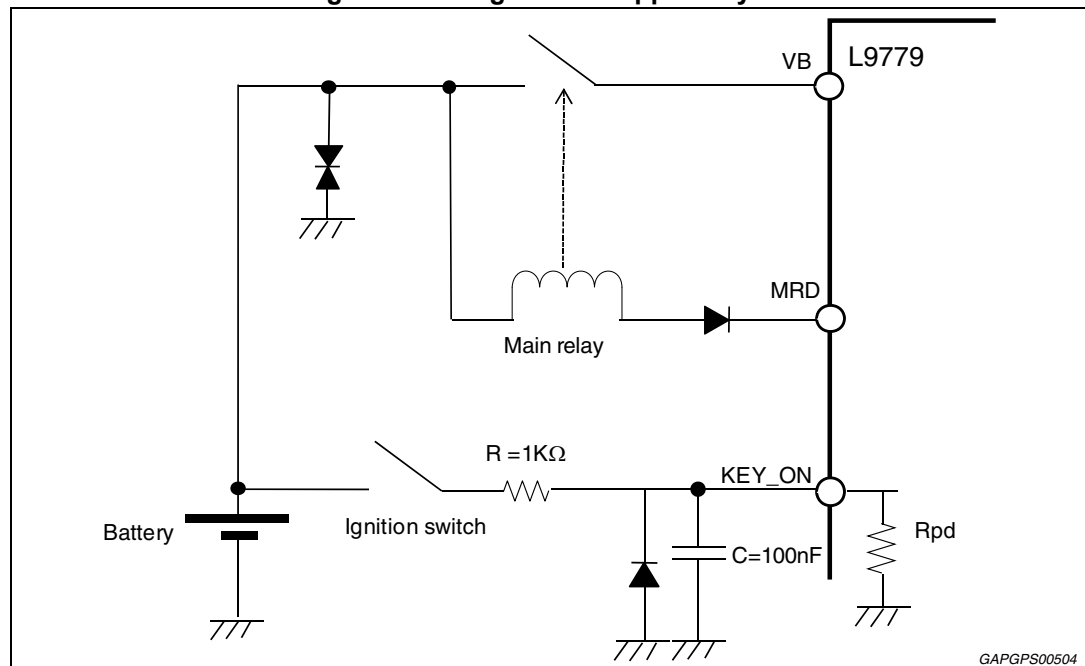 VB
L9779
MRD
Main relay
R =1KΩ
KEY_ON
Rpd
Battery
Ignition switch
C=100nF
GAPGPS00504